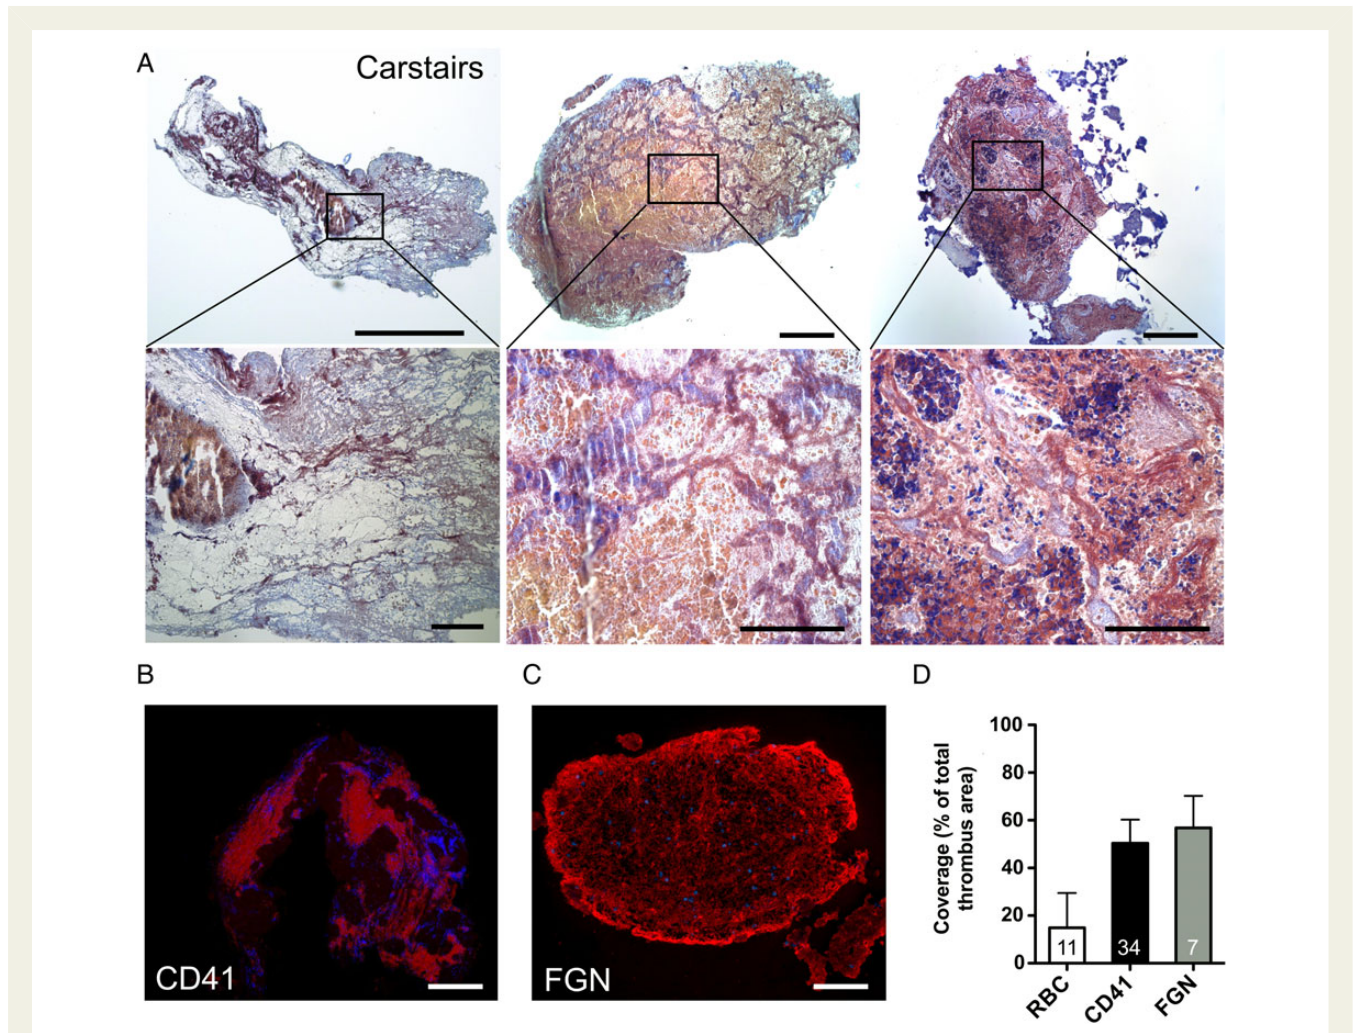 A
Carstairs
B
C
D
CD41
FGN
Coverage (% of total
thrombus area)
100
80
60
40
20
0
11
34
7
RBC
CD41
FGN